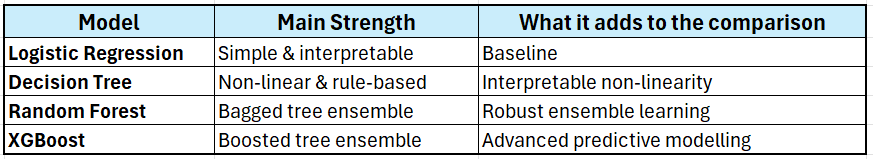 Model Main Strength What it adds to the comparison
Logistic Regression Simple & interpretable Baseline
Decision Tree Non-linear & rule-based Interpretable non-linearity
Random Forest Bagged tree ensemble Robust ensemble learning
XGBoost Boosted tree ensemble Advanced predictive modelling